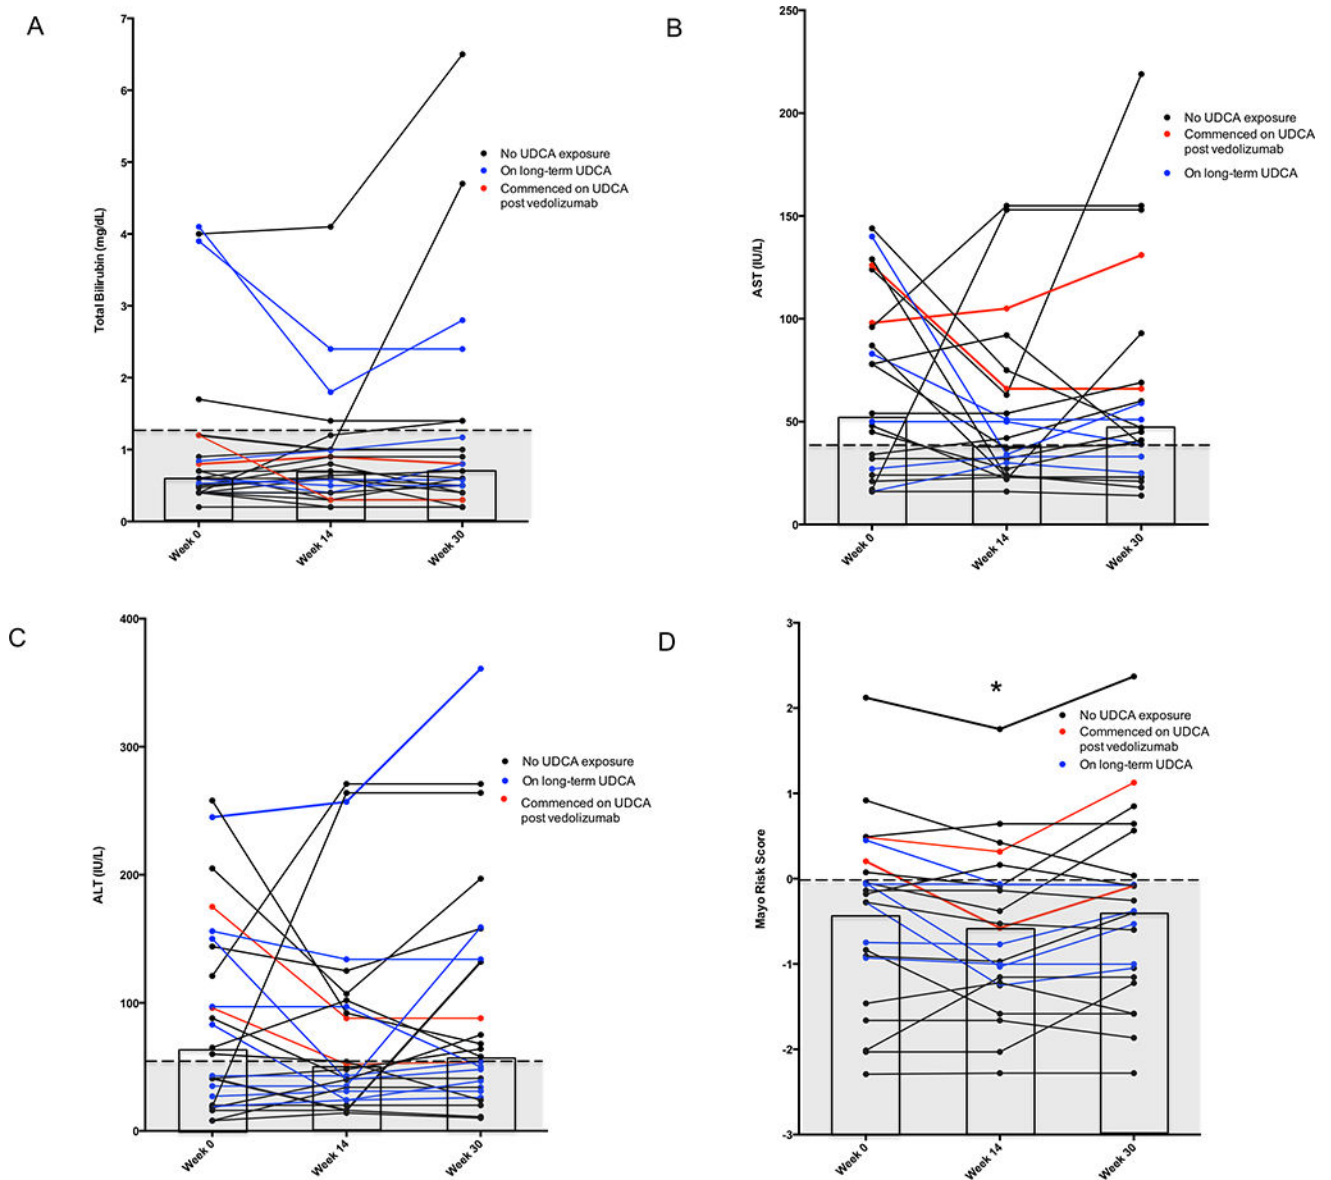 A
Total Bilirubin (mg/dL)
7
6
5
4
3
2
1
0
Week 0
Week 14
Week 30
No UDCA exposure
On long-term UDCA
Commenced on UDCA
post vedolizumab
B
AST (IU/L)
250
200
150
100
50
0
Week 0
Week 14
Week 30
No UDCA exposure
Commenced on UDCA
post vedolizumab
On long-term UDCA
C
ALT (IU/L)
400
300
200
100
0
Week 0
Week 14
Week 30
No UDCA exposure
On long-term UDCA
Commenced on UDCA
post vedolizumab
D
Mayo Risk Score
3
2
1
0
-1
-2
-3
*
Week 0
Week 14
Week 30
No UDCA exposure
Commenced on UDCA
post vedolizumab
On long-term UDCA